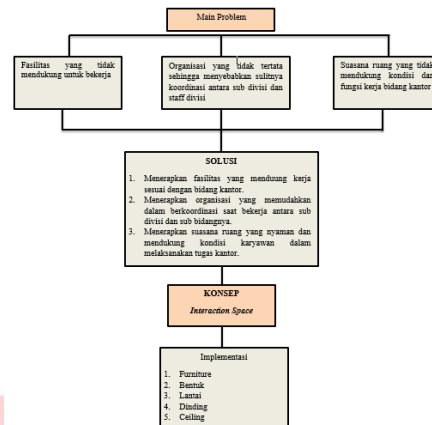 Main Problem
Fasilitas yang tidak
mendukung untuk bekerja
Organisasi yang tidak tertata
sehingga menyebabkan sulitnya
koordinasi antara sub divisi dan
staff divisi
Suasana ruang yang tidak
mendukung kondisi dan
fungsi kerja bidang kantor
SOLUSI
1. Menerapkan fasilitas yang menduung kerja
sesuai dengan bidang kantor.
2. Menerapkan organisasi yang memudahkan
dalam berkoordinasi saat bekerja antara sub
divisi dan sub bidangnya.
3. Menerapkan suasana ruang yang nyaman dan
mendukung kondisi karyawan dalam
melaksanakan tugas kantor.
KONSEP
Interaction Space
Implementasi
1. Furniture
2. Bentuk
3. Lantai
4. Dinding
5. Ceiling